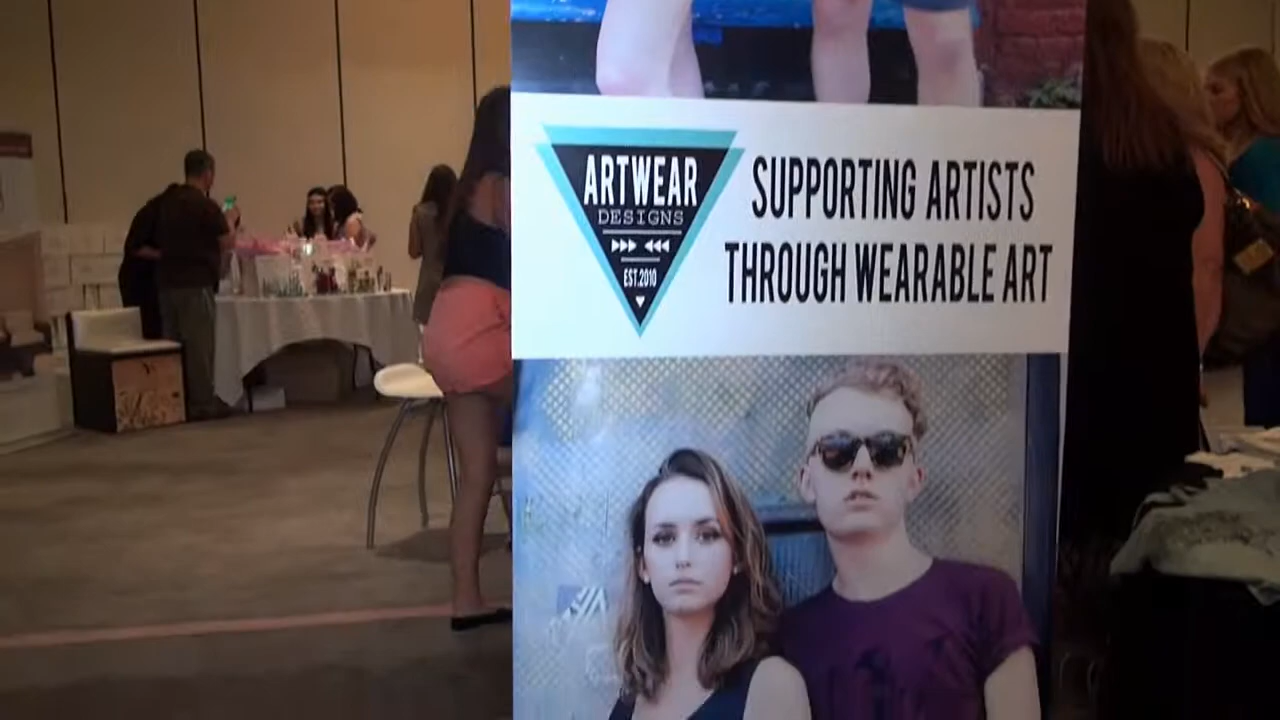 ARTWEAR
DESIGNS
EST.2010
SUPPORTING ARTISTS
THROUGH WEARABLE ART